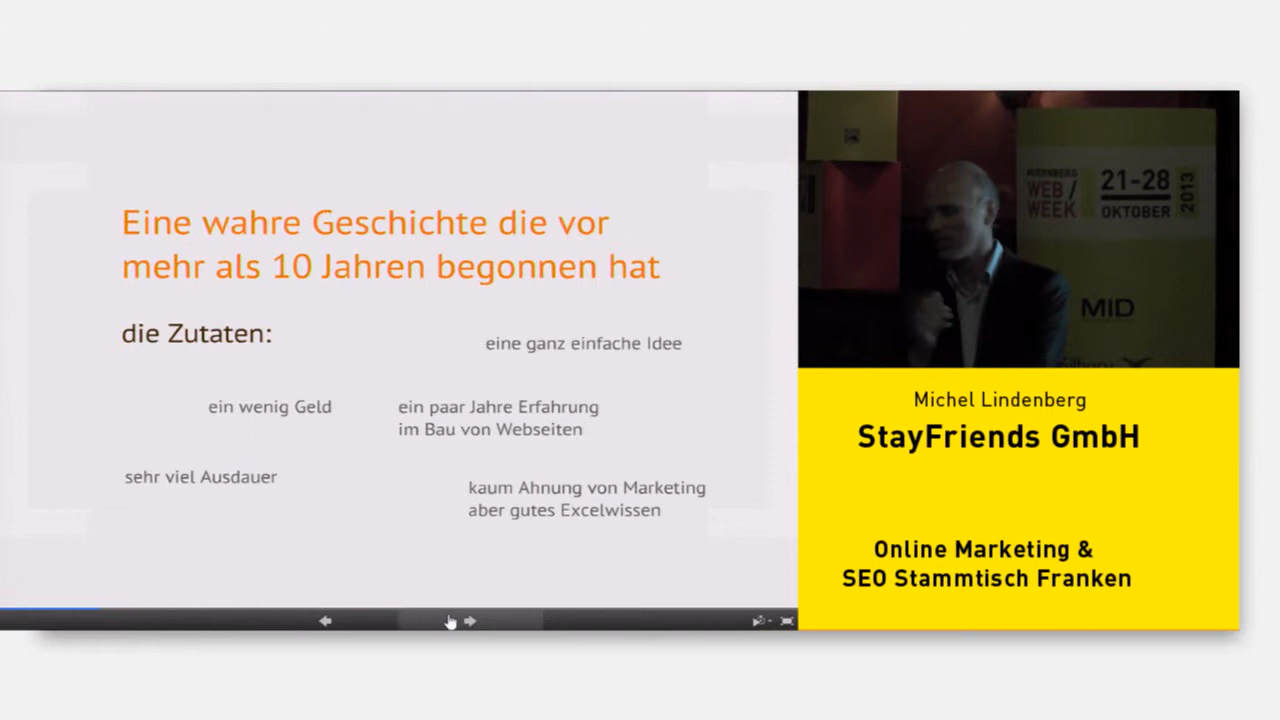 Eine wahre Geschichte die vor
mehr als 10 Jahren begonnen hat
die Zutaten:
eine ganz einfache Idee
ein wenig Geld
ein paar Jahre Erfahrung
im Bau von Webseiten
sehr viel Ausdauer
kaum Ahnung von Marketing
aber gutes Excelwissen
NUERNBERG
WEB /
WEEK
21-28
OKTOBER
2013
MID
Michel Lindenberg
StayFriends GmbH
Online Marketing &
SEO Stammtisch Franken